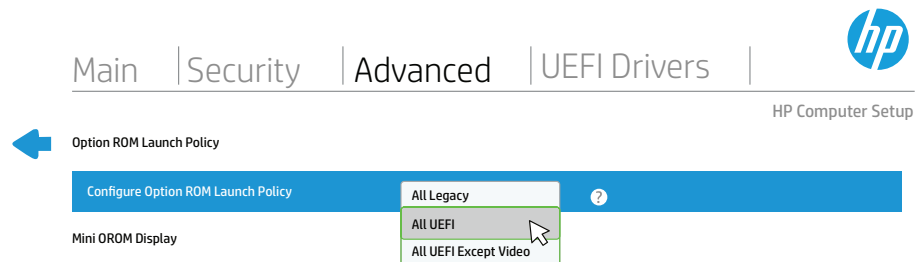 hp
Main Security Advanced UEFI Drivers
HP Computer Setup
Option ROM Launch Policy
Configure Option ROM Launch Policy All Legacy ?
All UEFI
Mini OROM Display
All UEFI Except Video